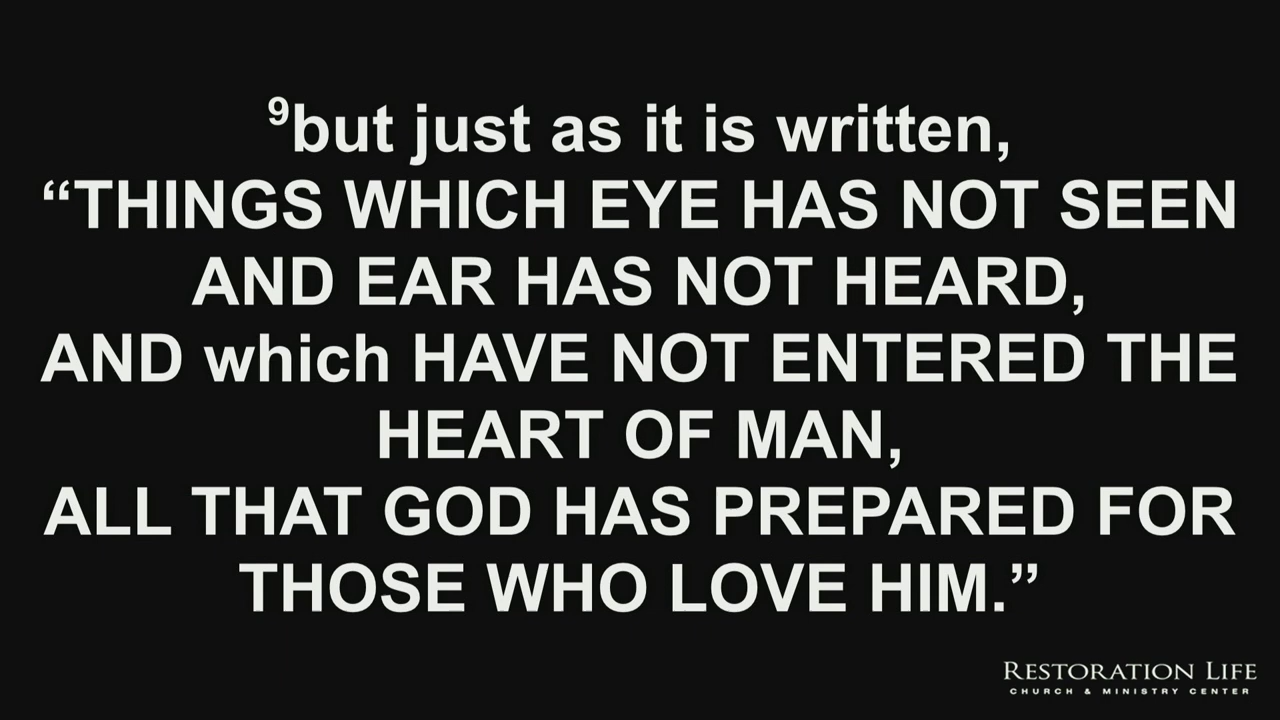 ⁹but just as it is written,
“THINGS WHICH EYE HAS NOT SEEN
AND EAR HAS NOT HEARD,
AND which HAVE NOT ENTERED THE
HEART OF MAN,
ALL THAT GOD HAS PREPARED FOR
THOSE WHO LOVE HIM.”
RESTORATION LIFE
CHURCH & MINISTRY CENTER